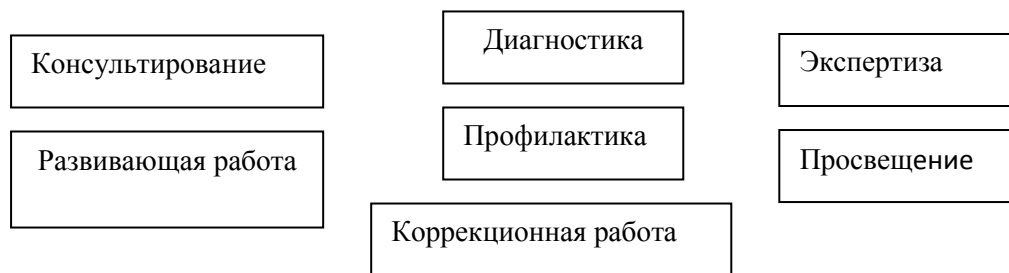 Диагностика
Консультирование
Экспертиза
Профилактика
Развивающая работа
Просвещение
Коррекционная работа